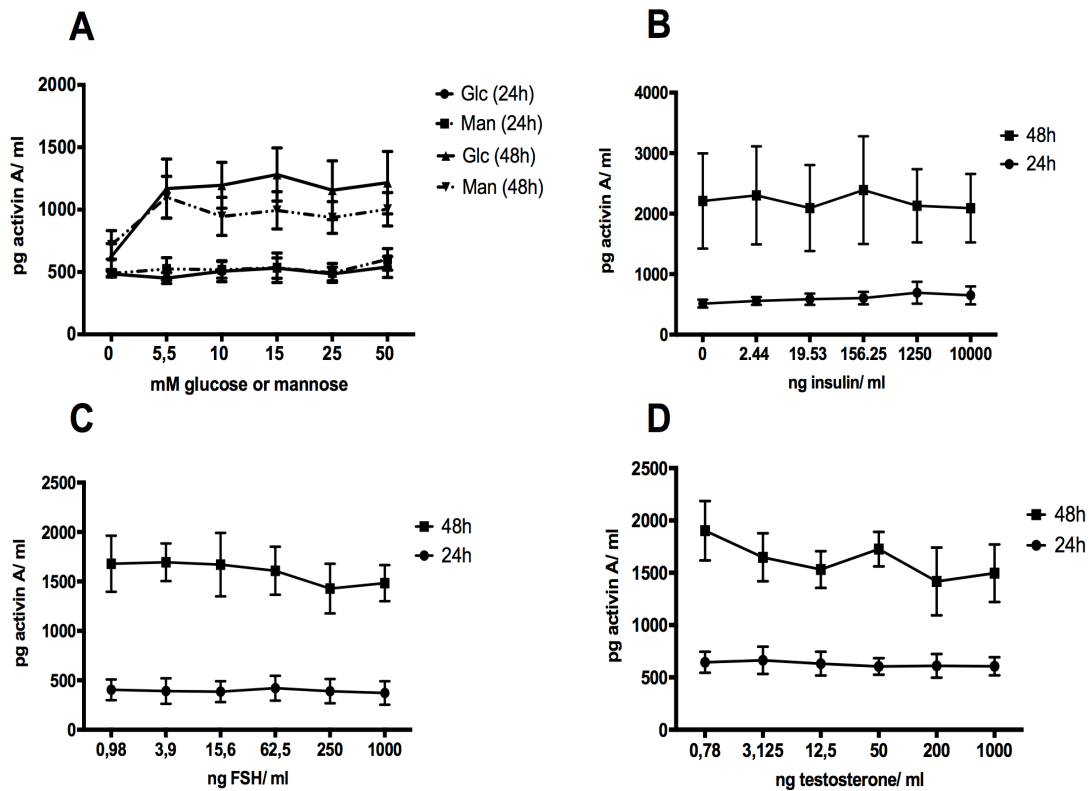 A
pg activin A/ ml
2000
1500
1000
500
0
0 5,5 10 15 25 50
mM glucose or mannose
Glc (24h)
Man (24h)
Glc (48h)
Man (48h)
B
pg activin A/ ml
4000
3000
2000
1000
0
0 2.44 19.53 156.25 1250 10000
ng insulin/ ml
48h
24h
C
pg activin A/ ml
2500
2000
1500
1000
500
0
0,98 3,9 15,6 62,5 250 1000
ng FSH/ ml
48h
24h
D
pg activin A/ ml
2500
2000
1500
1000
500
0
0,78 3,125 12,5 50 200 1000
ng testosterone/ ml
48h
24h